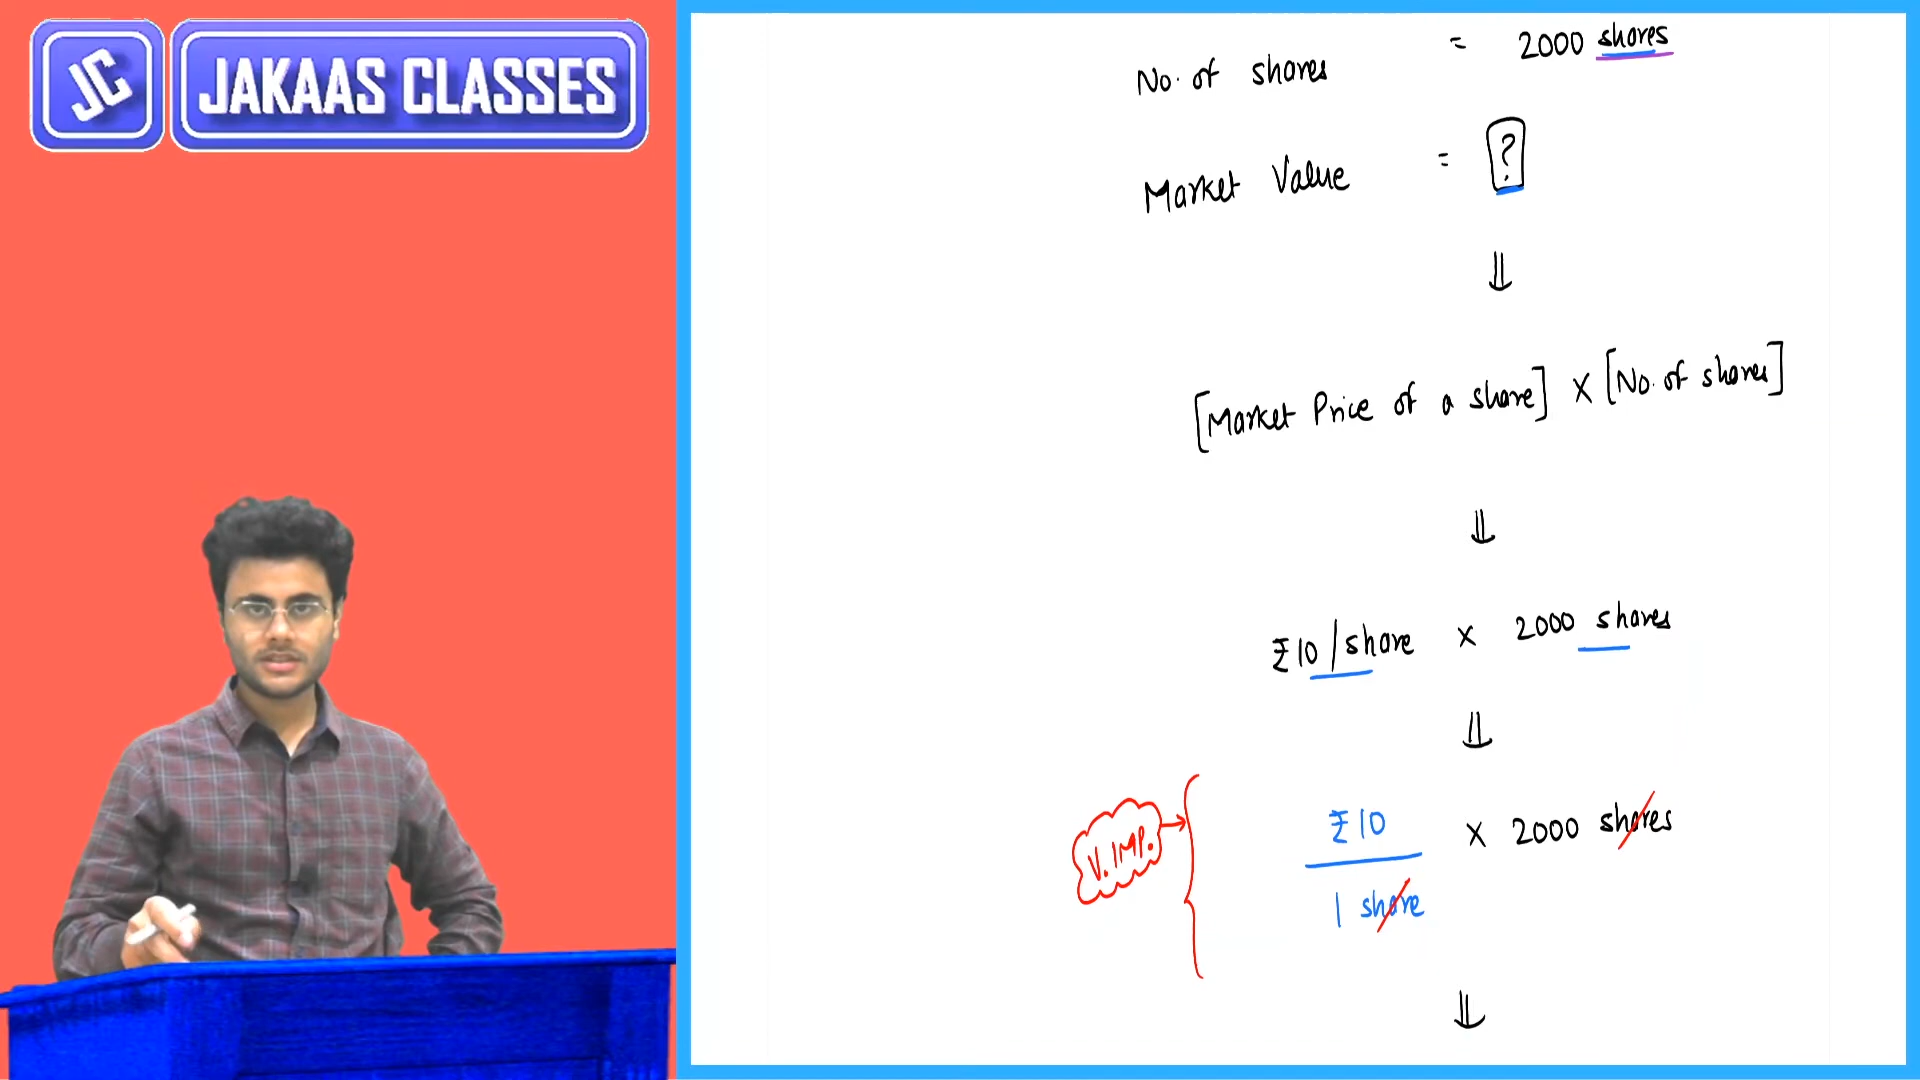 JC JAKAAS CLASSES
No. of shares = 2000 shares
Market Value = ?
⇓
[Market Price of a share] X [No. of shares]
⇓
₹10/share x 2000 shares
⇓
V. IMP. → { ₹10 X 2000 shares
1 share
⇓